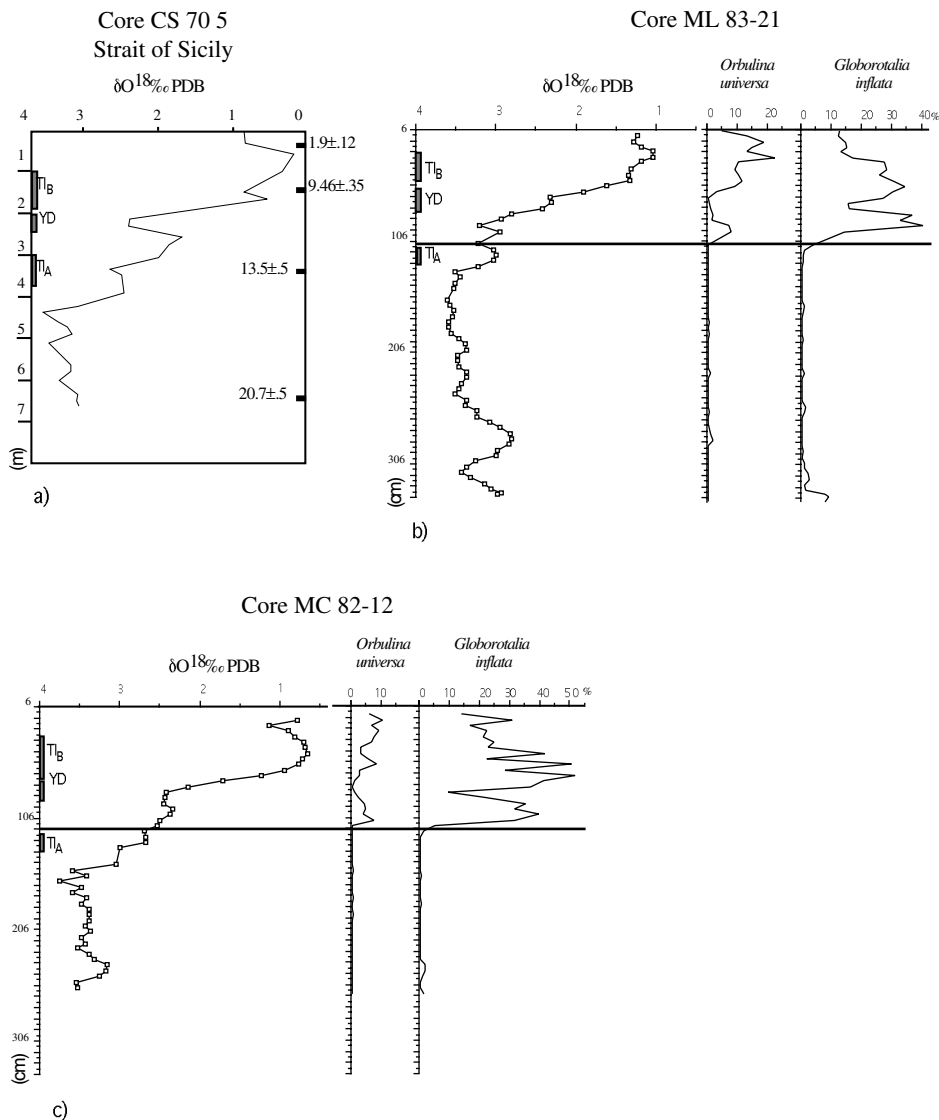 Core CS 70 5
Strait of Sicily
δO18‰ PDB
4 3 2 1 0
1
2
3
4
5
6
7
(m)
TIB
YD
TIA
1.9±.12
9.46±.35
13.5±.5
20.7±.5
a)
Core ML 83-21
δO18‰ PDB
Orbulina
universa
Globorotalia
inflata
4 3 2 1
0 10 20
0 10 20 30 40%
6
106
206
306
(cm)
TIB
YD
TIA
b)
Core MC 82-12
δO18‰ PDB
Orbulina
universa
Globorotalia
inflata
4 3 2 1
0 10
0 10 20 30 40 50 %
6
106
206
306
(cm)
TIB
YD
TIA
c)